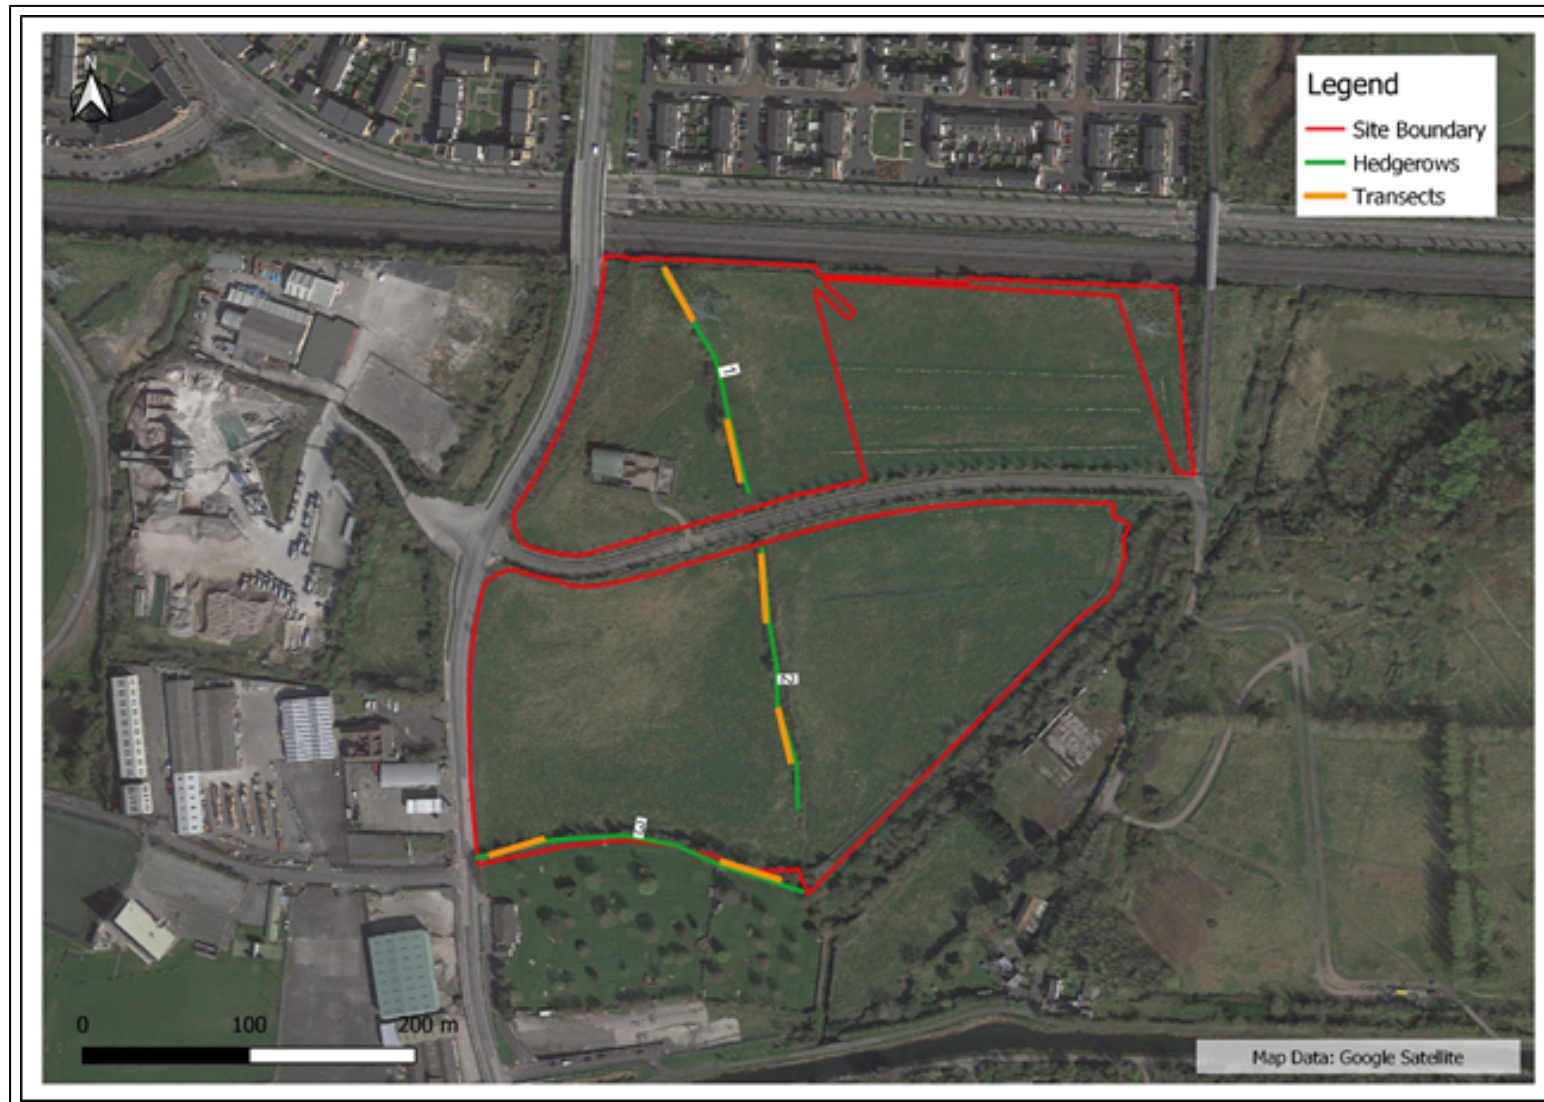 N
Legend
Site Boundary
Hedgerows
Transects
1
2
3
0 100 200 m
Map Data: Google Satellite